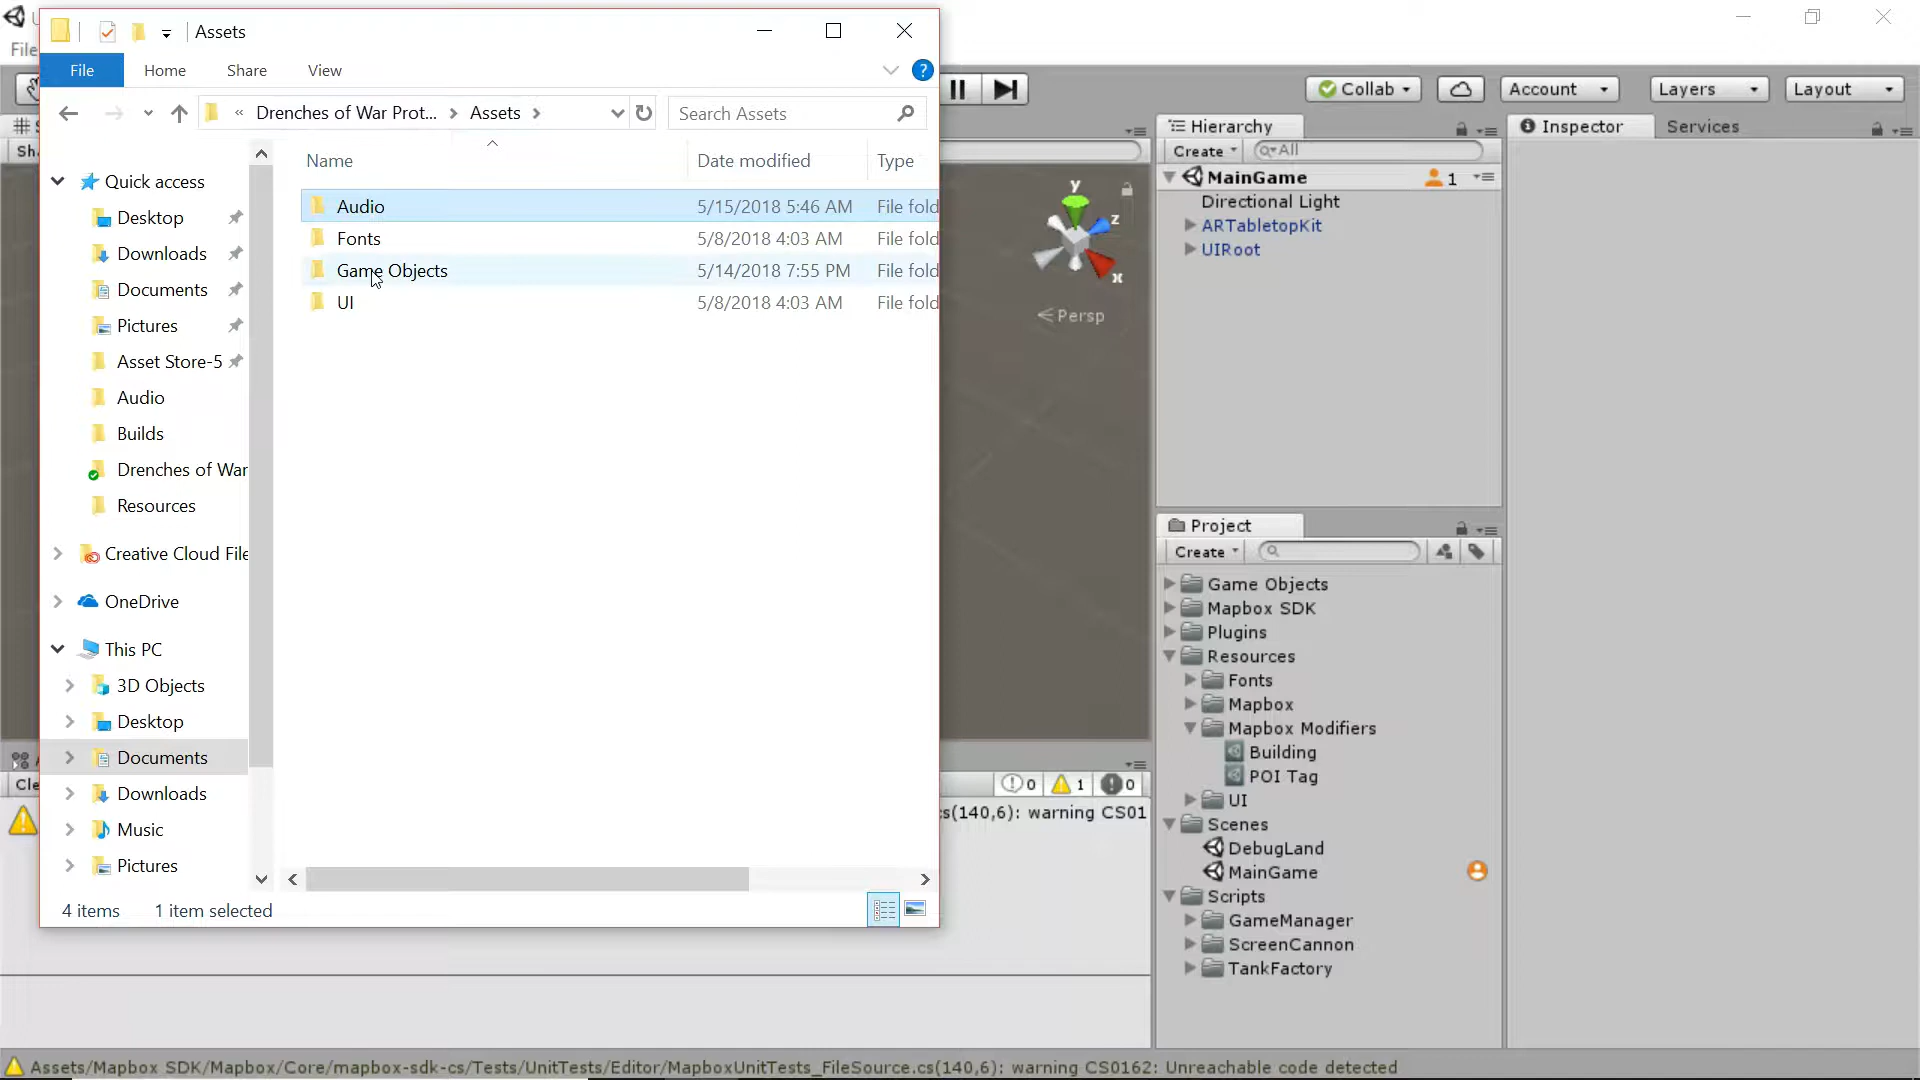 Assets
File
File
Home
Share
View
« Drenches of War Prot... > Assets >
Search Assets
Name
Date modified
Type
Audio 5/15/2018 5:46 AM File fold
Fonts 5/8/2018 4:03 AM File fold
Game Objects 5/14/2018 7:55 PM File fold
UI 5/8/2018 4:03 AM File fold
Quick access
Desktop
Downloads
Documents
Pictures
Asset Store-5
Audio
Builds
Drenches of War
Resources
Creative Cloud File
OneDrive
This PC
3D Objects
Desktop
Documents
Downloads
Music
Pictures
4 items
1 item selected
Collab
Account
Layers
Layout
Hierarchy
Create
All
MainGame
1
Directional Light
ARTabletopKit
UIRoot
Inspector
Services
y
z
x
Persp
Project
Create
Game Objects
Mapbox SDK
Plugins
Resources
Fonts
Mapbox
Mapbox Modifiers
Building
POI Tag
UI
Scenes
DebugLand
MainGame
Scripts
GameManager
ScreenCannon
TankFactory
0
1
0
Cle
:s(140,6): warning CS01
Assets/Mapbox SDK/Mapbox/Core/mapbox-sdk-cs/Tests/UnitTests/Editor/MapboxUnitTests_FileSource.cs(140,6): warning CS0162: Unreachable code detected